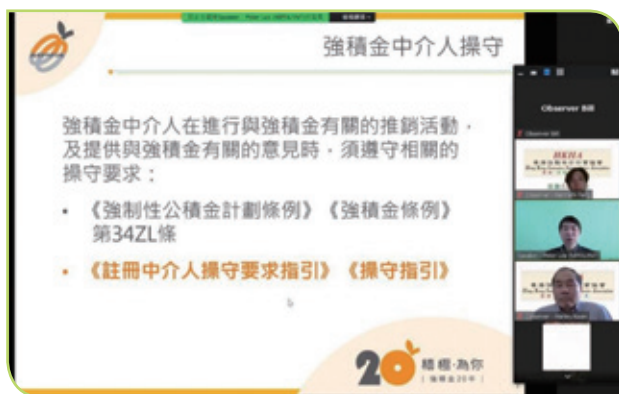 強積金中介人操守
強積金中介人在進行與強積金有關的推銷活動，
及提供與強積金有關的意見時，須遵守相關的
操守要求：
• 《強制性公積金計劃條例》《強積金條例》
第34ZL條
• 《註冊中介人操守要求指引》《操守指引》
20 積極·為你
| 強積金20年 |
Observer Bill
HKIIA